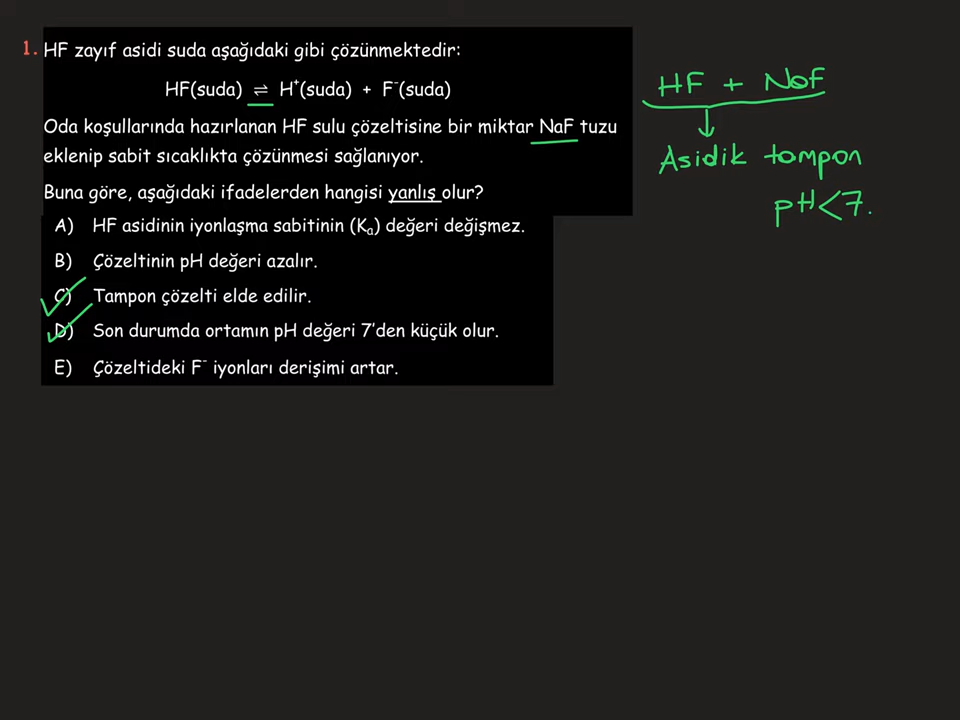 1. HF zayıf asidi suda aşağıdaki gibi çözünmektedir:
HF(suda) ⇌ H⁺(suda) + F⁻(suda)
Oda koşullarında hazırlanan HF sulu çözeltisine bir miktar NaF tuzu
eklenip sabit sıcaklıkta çözünmesi sağlanıyor.
Buna göre, aşağıdaki ifadelerden hangisi yanlış olur?
A) HF asidinin iyonlaşma sabitinin (Kₐ) değeri değişmez.
B) Çözeltinin pH değeri azalır.
C) Tampon çözelti elde edilir.
D) Son durumda ortamın pH değeri 7'den küçük olur.
E) Çözeltideki F⁻ iyonları derişimi artar.
HF + NaF
Asidik tampon
pH<7.